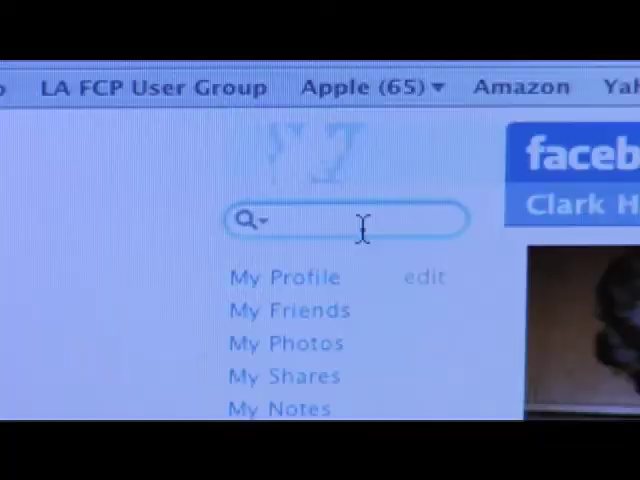 LA FCP User Group Apple (65) Amazon
faceb
Clark H
My Profile edit
My Friends
My Photos
My Shares
My Notes